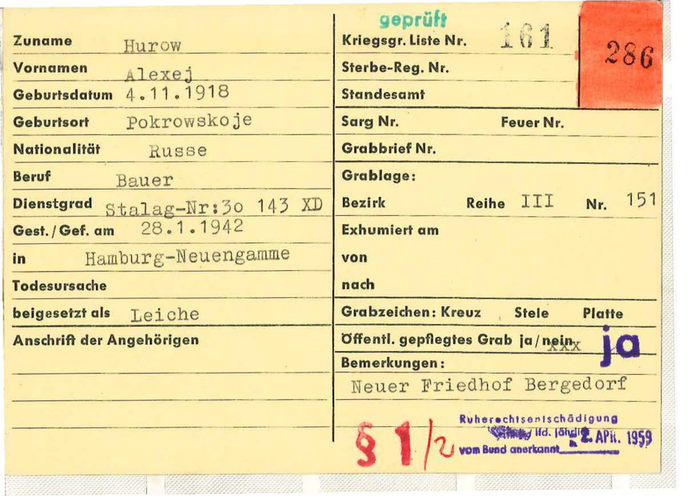 Zuname Hurow
Vornamen Alexej
Geburtsdatum 4.11.1918
Geburtsort Pokrowskoje
Nationalität Russe
Beruf Bauer
Dienstgrad Stalag-Nr:30 143 XD
Gest./Gef. am 28.1.1942
in Hamburg-Neuengamme
Todesursache
beigesetzt als Leiche
Anschrift der Angehörigen
geprüft
Kriegsgr. Liste Nr. 161
286
Sterbe-Reg. Nr.
Standesamt
Sarg Nr. Feuer Nr.
Grabbrief Nr.
Grablage:
Bezirk Reihe III Nr. 151
Exhumiert am
von
nach
Grabzeichen: Kreuz Stele Platte
Öffentl. gepflegtes Grab ja/nein xxx ja
Bemerkungen:
Neuer Friedhof Bergedorf
§ 1/2
Ruherechtsentschädigung
lfd. jährlich
vom Bund anerkannt 2. APR. 1959